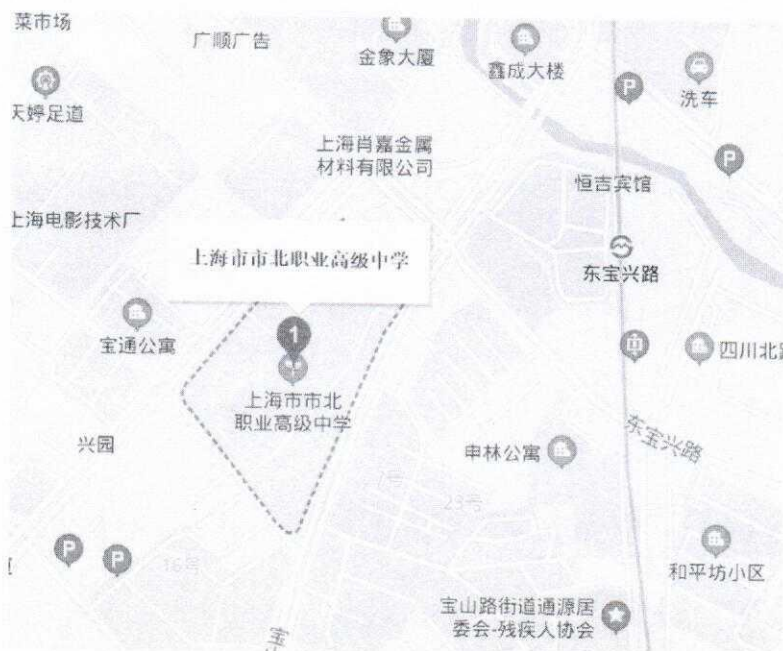 菜市场
广顺广告
金象大厦
鑫成大楼
洗车
P
天婷足道
P
上海肖嘉金属
材料有限公司
恒吉宾馆
上海电影技术厂
上海市市北职业高级中学
东宝兴路
宝通公寓
1
四川北路
上海市市北
职业高级中学
东宝兴路
兴园
申林公寓
7号
23号
P
P
16号
和平坊小区
宝山路街道通源居
委会-残疾人协会
宝